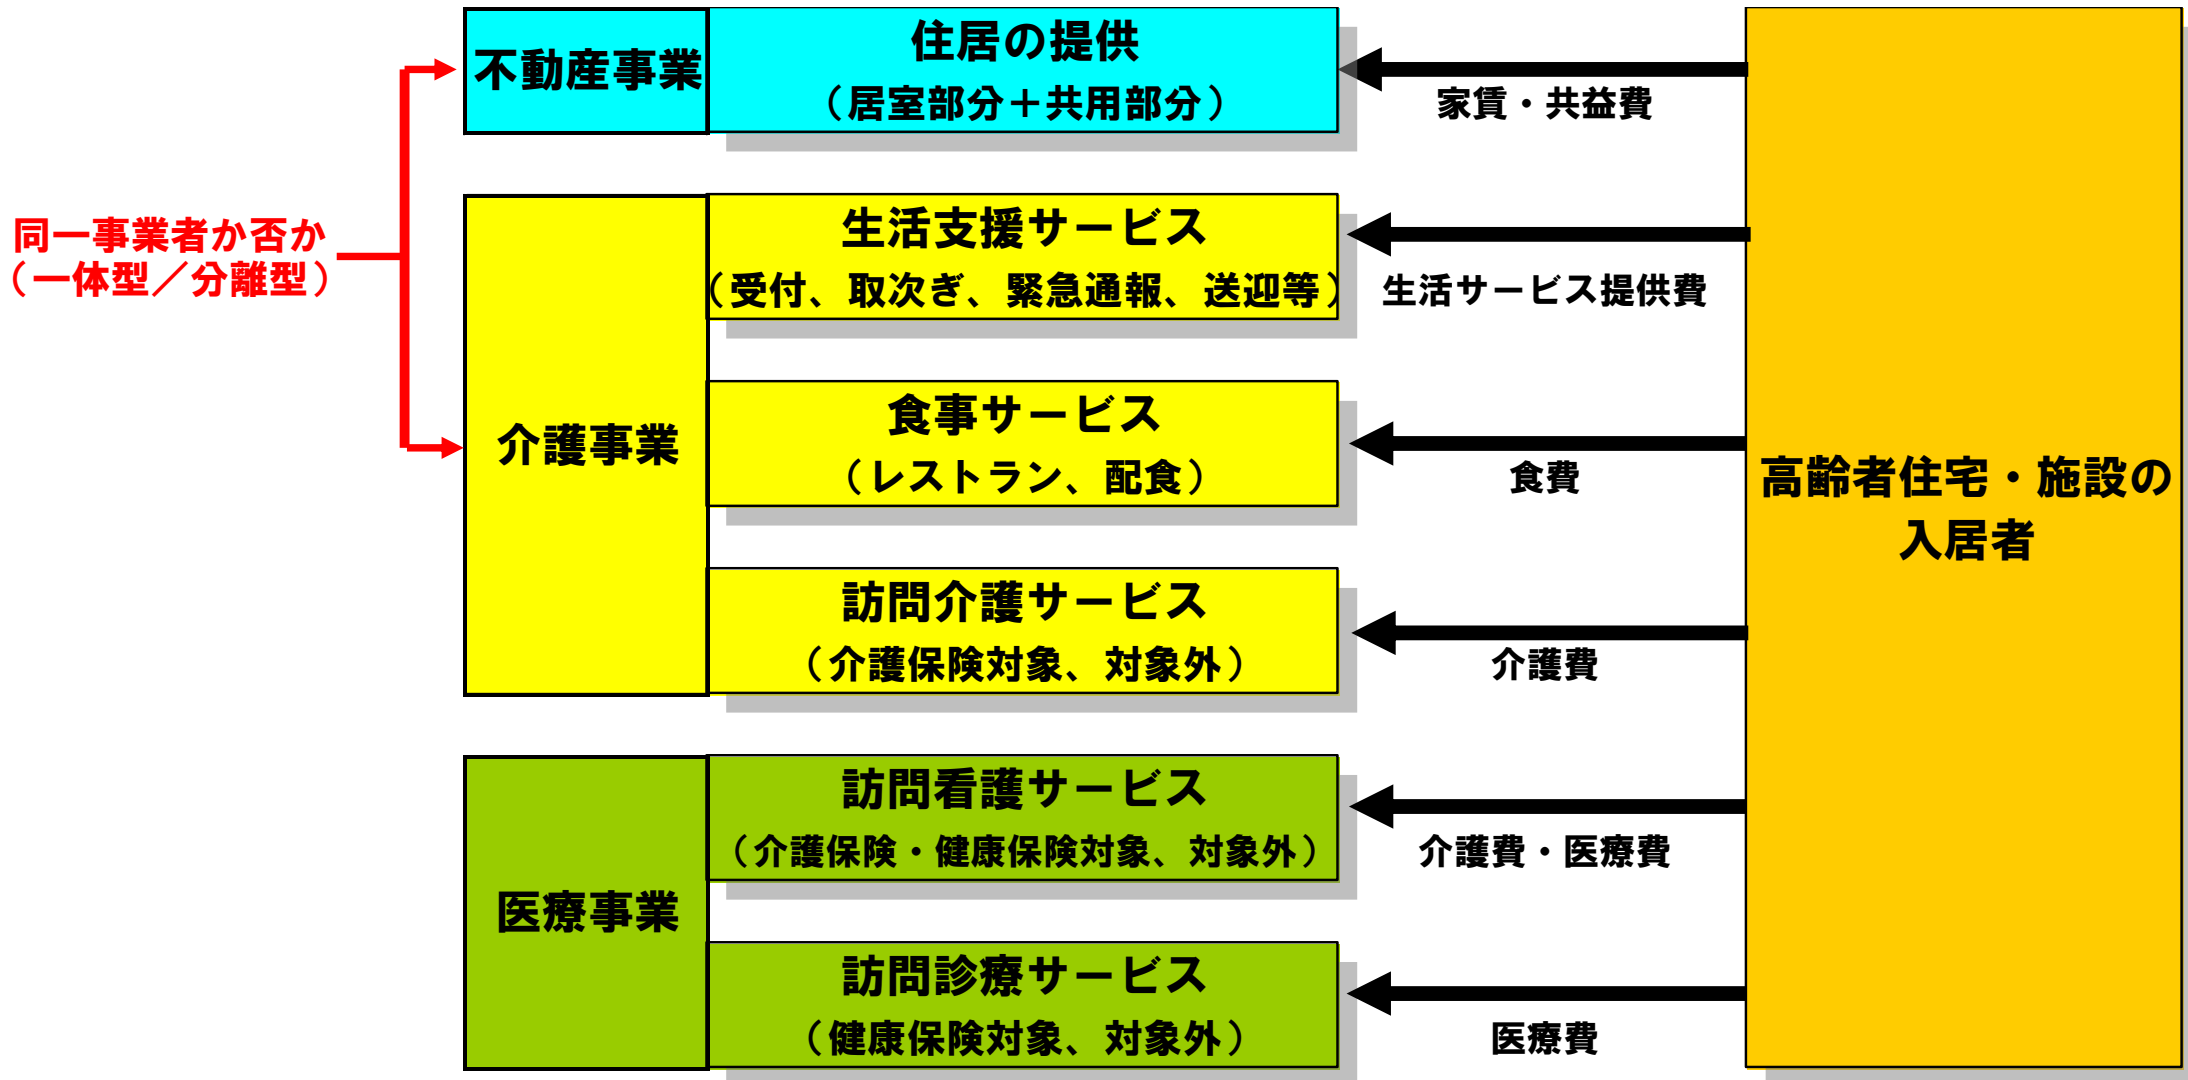 不動産事業
住居の提供
（居室部分＋共用部分）
家賃・共益費
同一事業者か否か
（一体型／分離型）
介護事業
生活支援サービス
（受付、取次ぎ、緊急通報、送迎等）
生活サービス提供費
食事サービス
（レストラン、配食）
食費
訪問介護サービス
（介護保険対象、対象外）
介護費
医療事業
訪問看護サービス
（介護保険・健康保険対象、対象外）
介護費・医療費
訪問診療サービス
（健康保険対象、対象外）
医療費
高齢者住宅・施設の
入居者